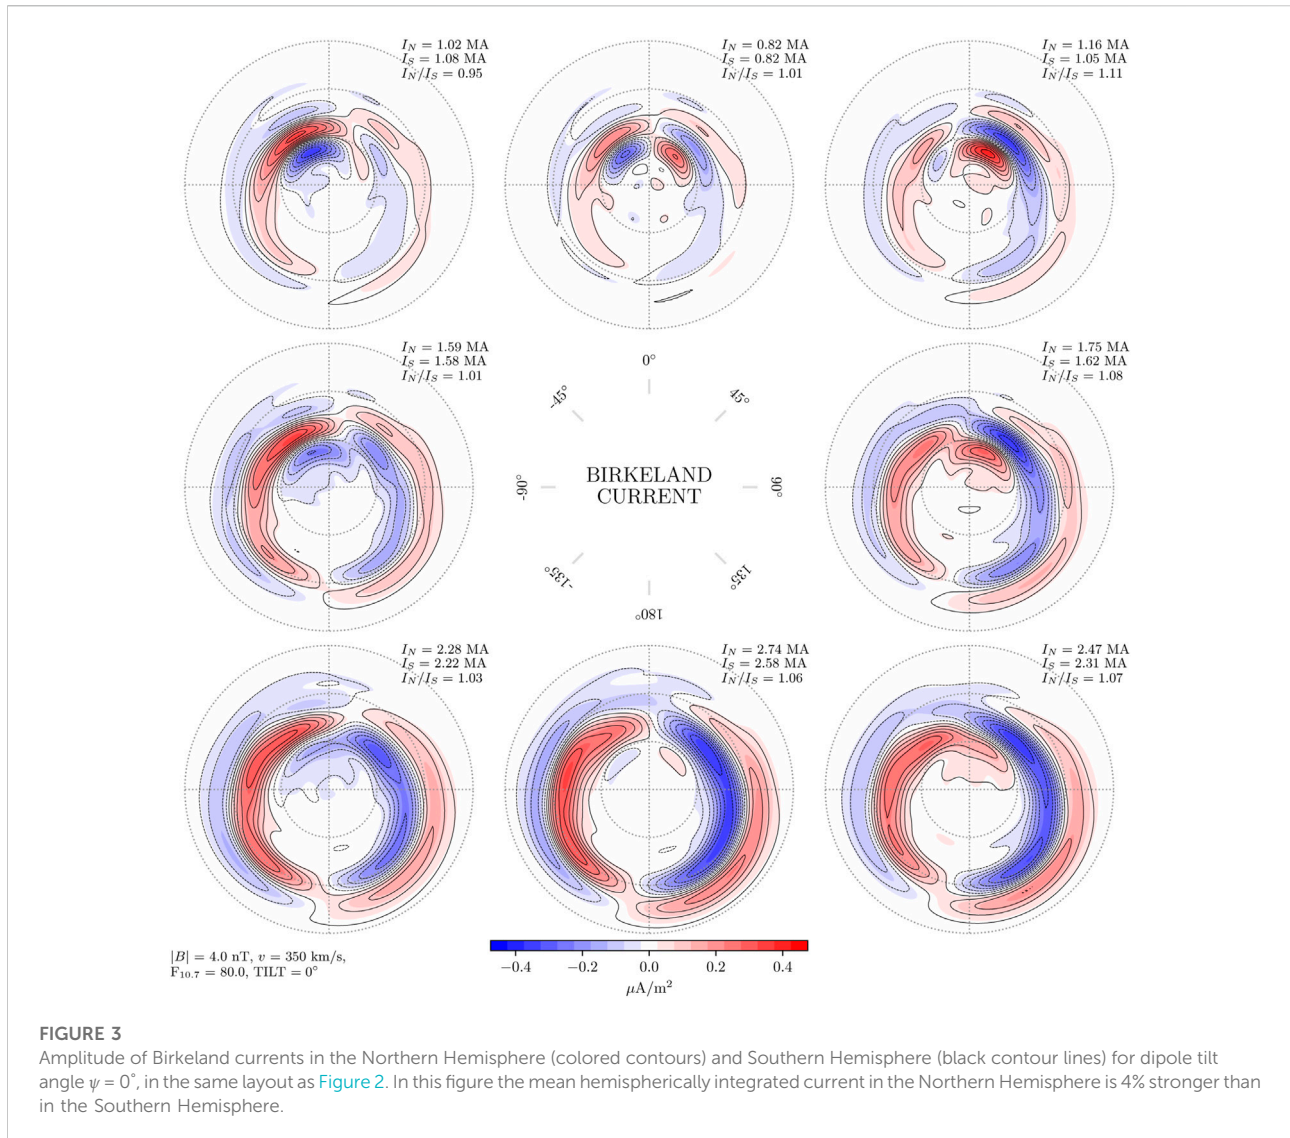 I_N = 1.02 MA
I_S = 1.08 MA
I_N/I_S = 0.95
I_N = 0.82 MA
I_S = 0.82 MA
I_N/I_S = 1.01
I_N = 1.16 MA
I_S = 1.05 MA
I_N/I_S = 1.11
I_N = 1.59 MA
I_S = 1.58 MA
I_N/I_S = 1.01
0°
-45°
45°
-90°
BIRKELAND
CURRENT
90°
-135°
135°
180°
I_N = 1.75 MA
I_S = 1.62 MA
I_N/I_S = 1.08
I_N = 2.28 MA
I_S = 2.22 MA
I_N/I_S = 1.03
I_N = 2.74 MA
I_S = 2.58 MA
I_N/I_S = 1.06
I_N = 2.47 MA
I_S = 2.31 MA
I_N/I_S = 1.07
|B| = 4.0 nT, v = 350 km/s,
F_10.7 = 80.0, TILT = 0°
−0.4 −0.2 0.0 0.2 0.4
μA/m²
FIGURE 3
Amplitude of Birkeland currents in the Northern Hemisphere (colored contours) and Southern Hemisphere (black contour lines) for dipole tilt
angle ψ = 0°, in the same layout as Figure 2. In this figure the mean hemispherically integrated current in the Northern Hemisphere is 4% stronger than
in the Southern Hemisphere.